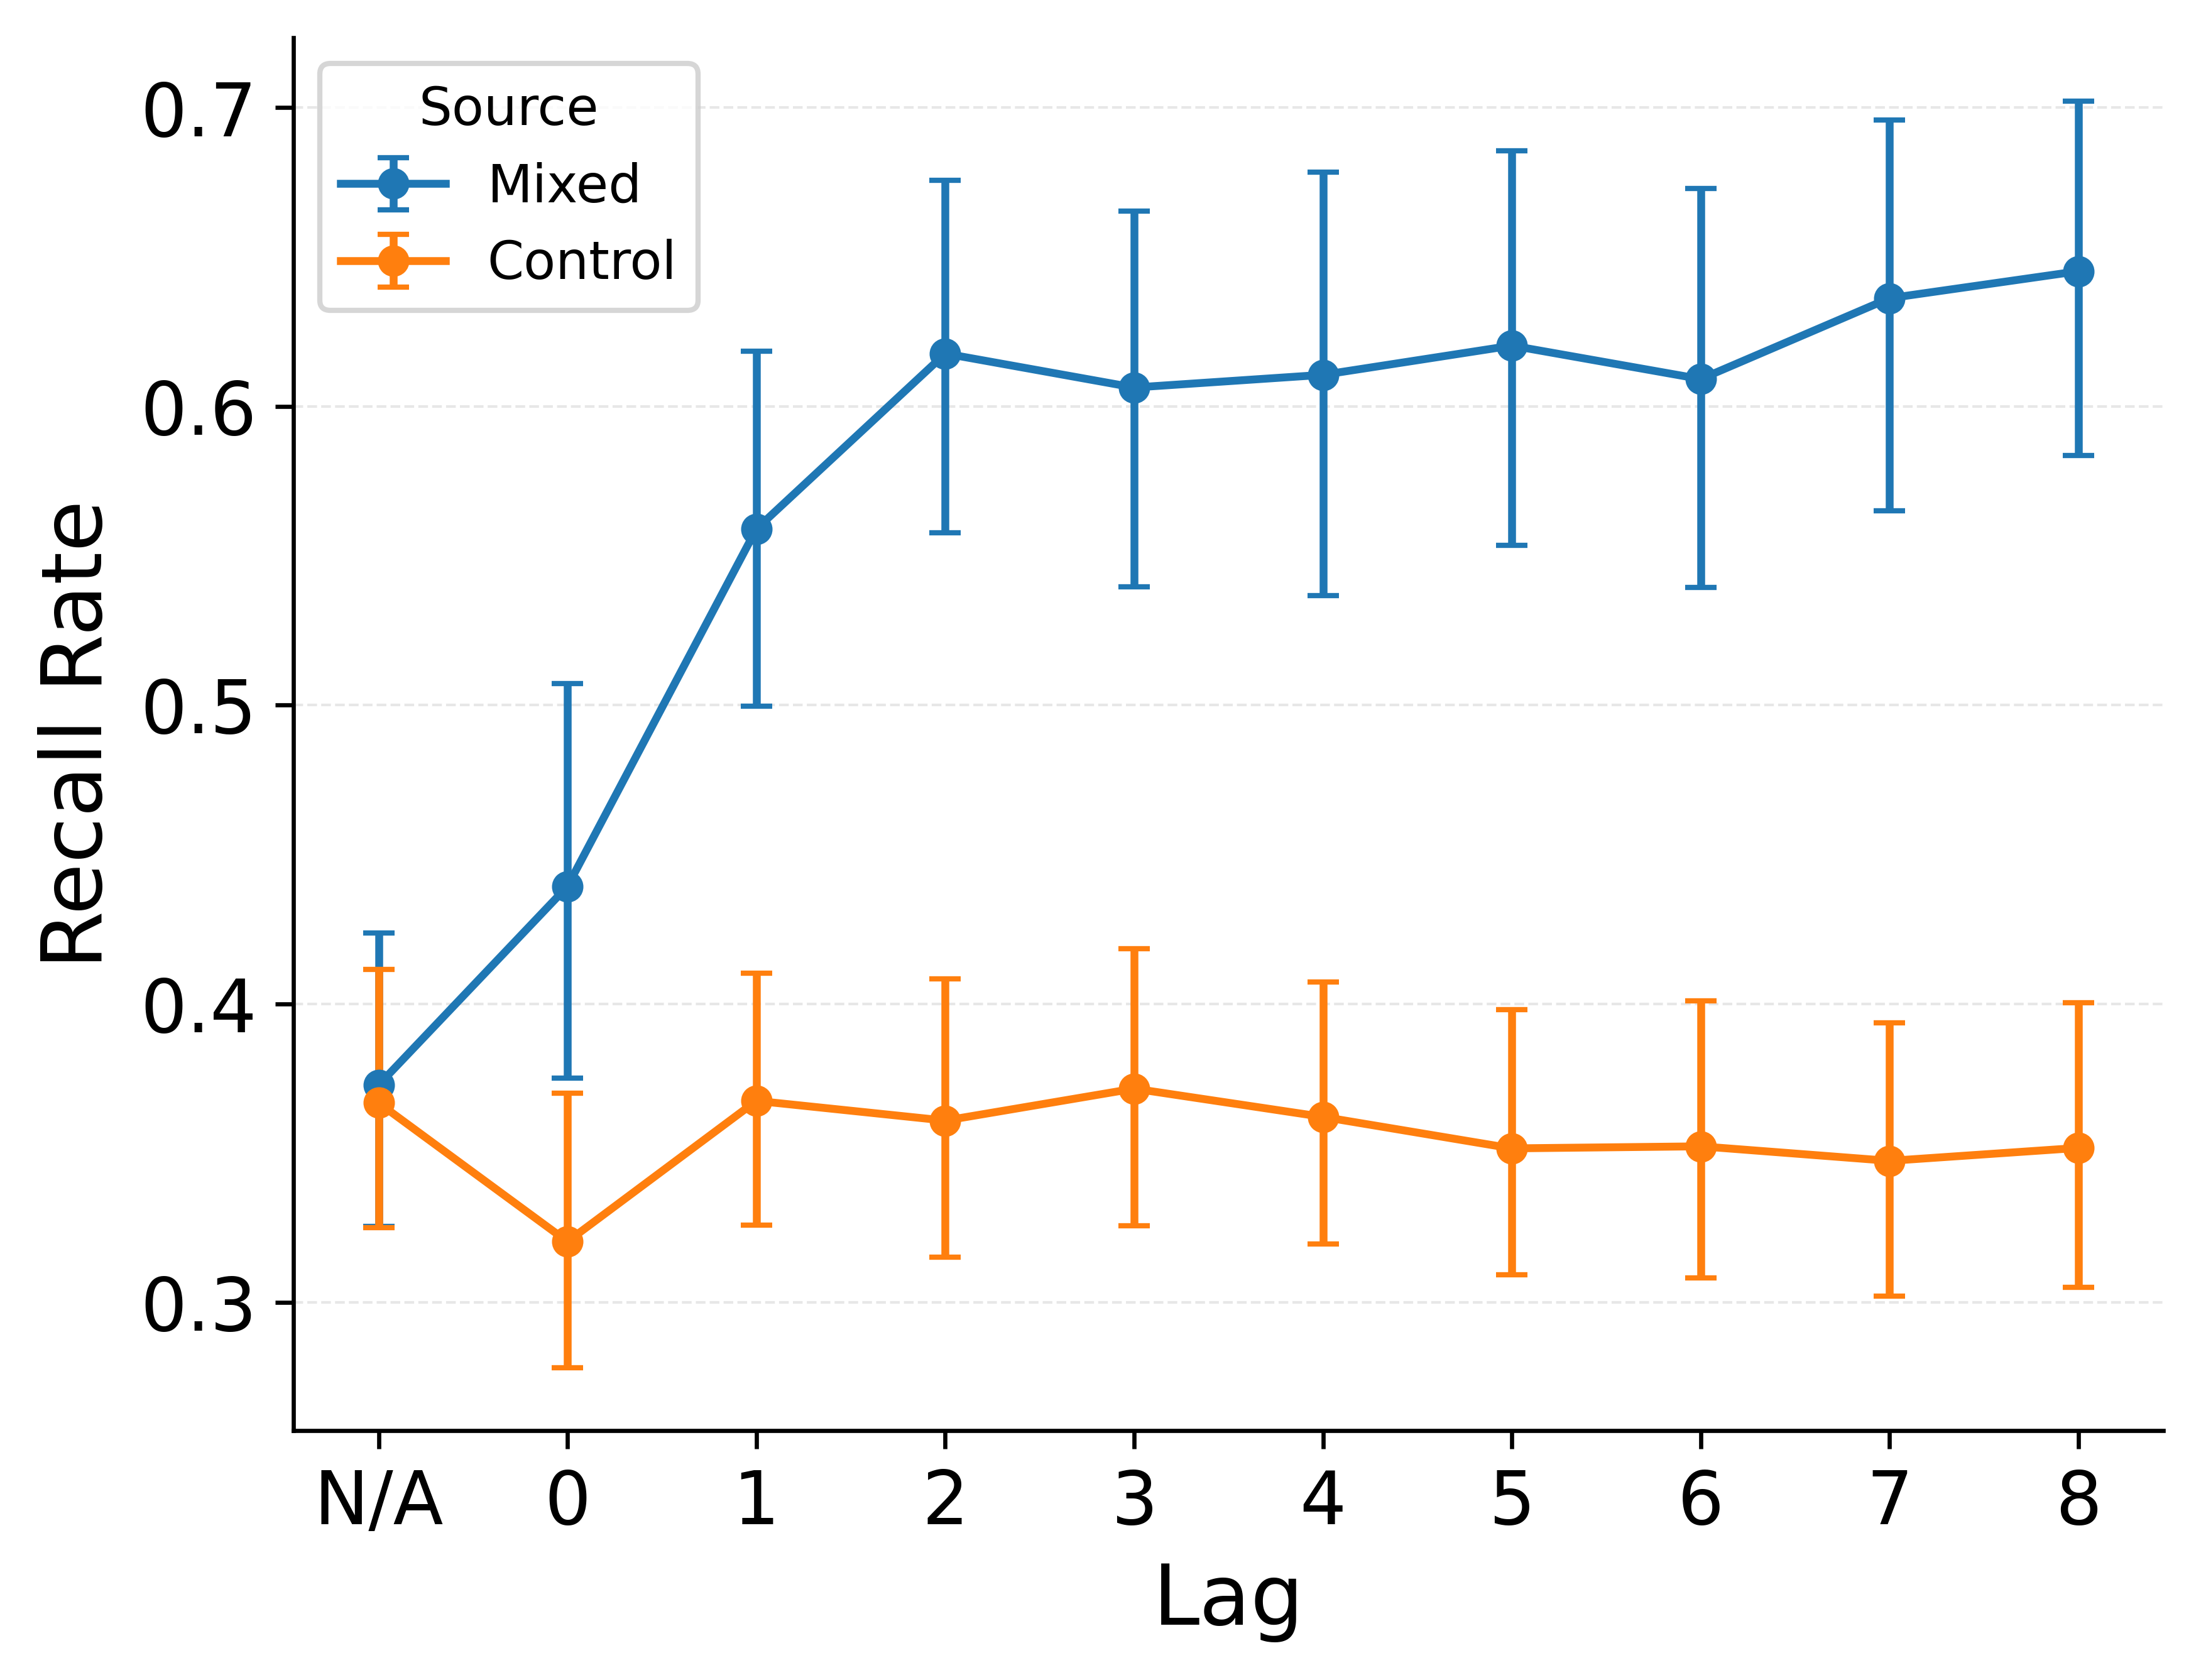 Source
Mixed
Control
Recall Rate
0.7
0.6
0.5
0.4
0.3
N/A 0 1 2 3 4 5 6 7 8
Lag